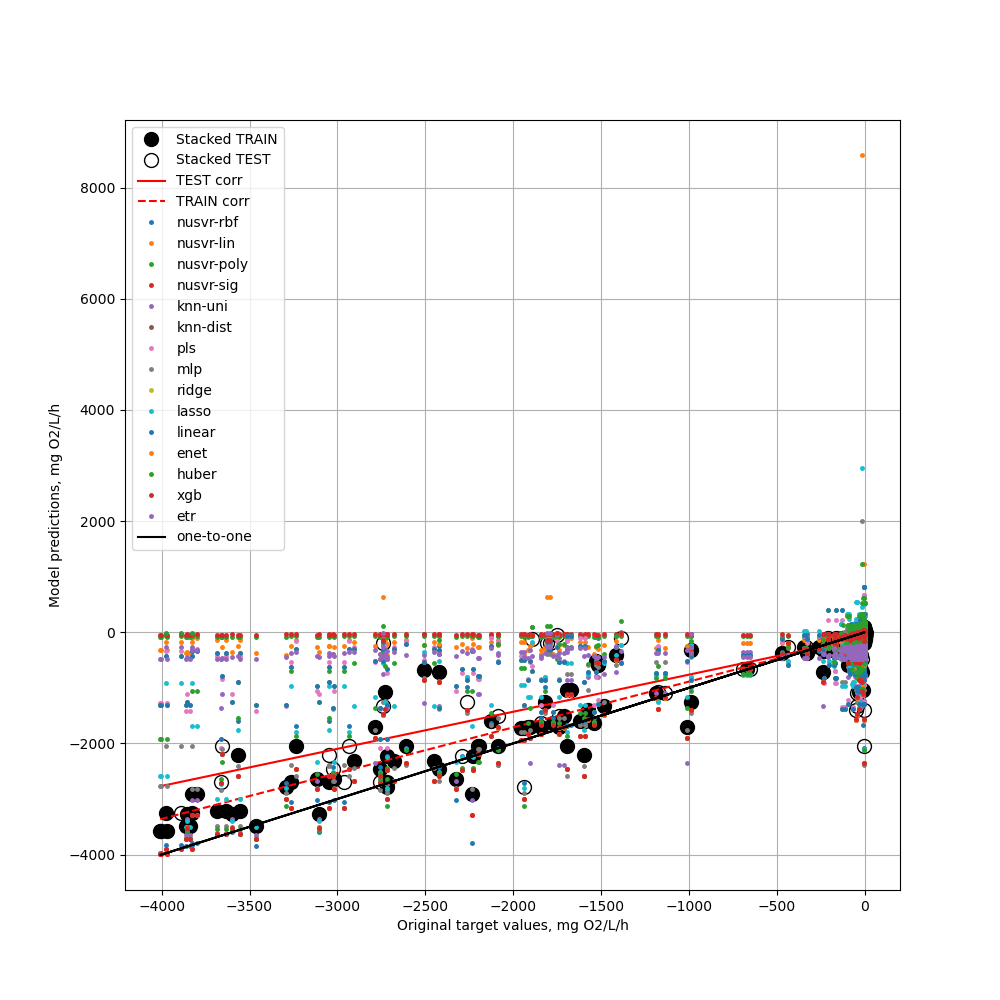 Stacked TRAIN
Stacked TEST
TEST corr
TRAIN corr
nusvr-rbf
nusvr-lin
nusvr-poly
nusvr-sig
knn-uni
knn-dist
pls
mlp
ridge
lasso
linear
enet
huber
xgb
etr
one-to-one
8000
6000
4000
2000
0
−2000
−4000
Model predictions, mg O2/L/h
−4000 −3500 −3000 −2500 −2000 −1500 −1000 −500 0
Original target values, mg O2/L/h